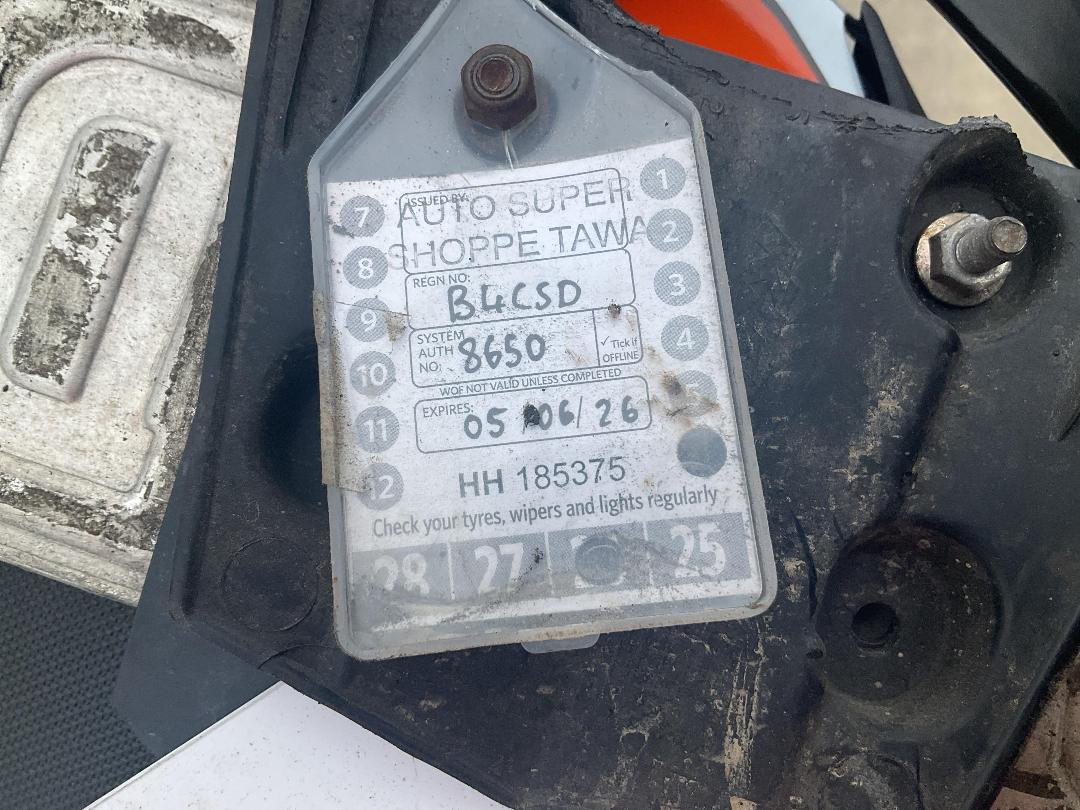 ISSUED BY:
AUTO SUPER
SHOPPE TAWA
REGN NO:
B4CSD
SYSTEM
AUTH
NO:
8650
✓ Tick if
OFFLINE
WOF NOT VALID UNLESS COMPLETED
EXPIRES:
05/06/26
HH 185375
Check your tyres, wipers and lights regularly
7
8
9
10
11
12
1
2
3
4
28 27 25